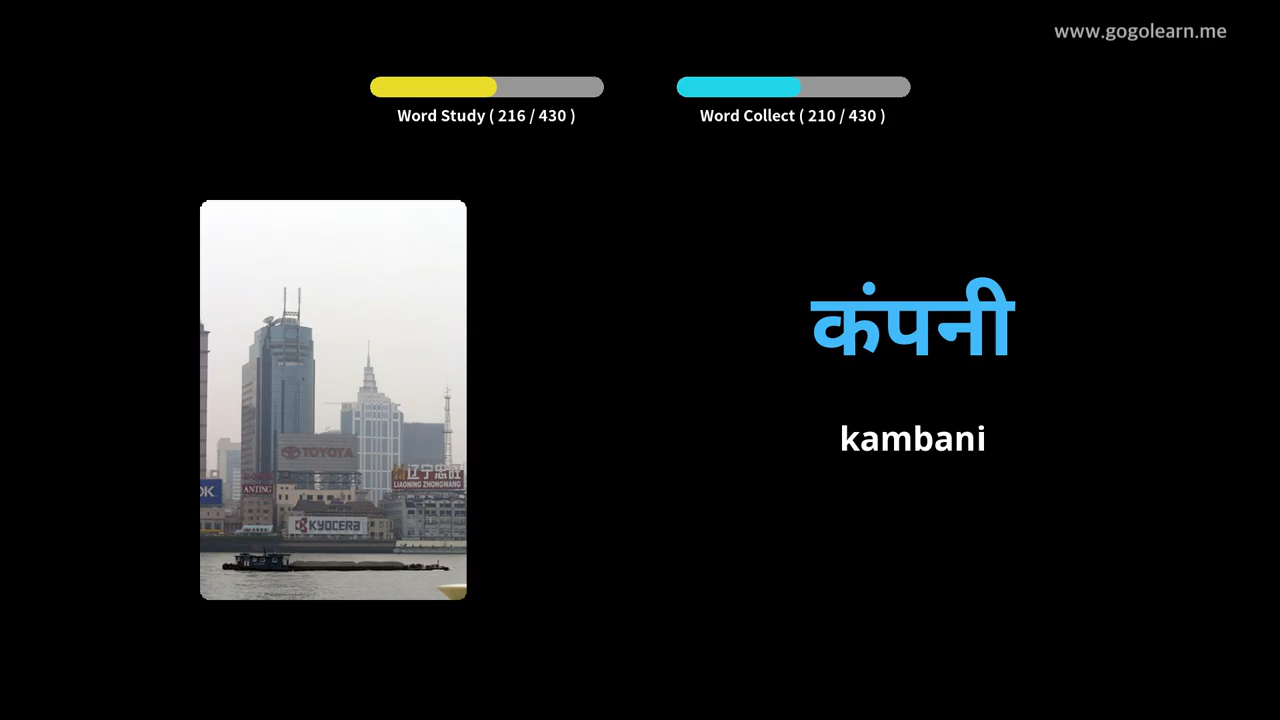 www.gogolearn.me
Word Study ( 216 / 430 )
Word Collect ( 210 / 430 )
कंपनी
kambani
TOYOTA
辽宁忠旺
LIAONING ZHONGWANG
OK
ANTING
KYOCERA